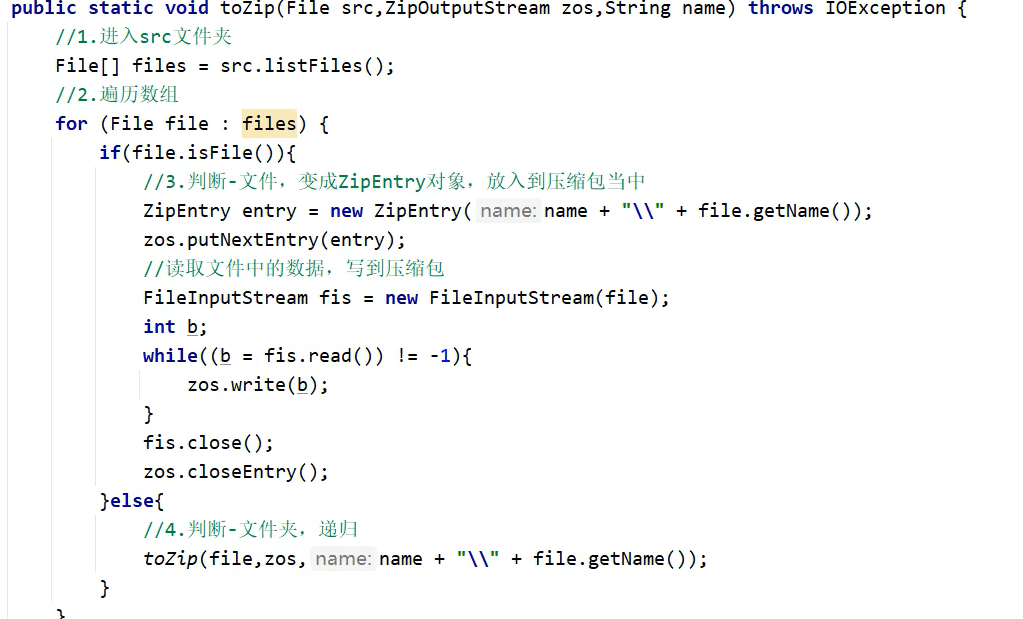 public static void toZip(File src,ZipOutputStream zos,String name) throws IOException {
//1.进入src文件夹
File[] files = src.listFiles();
//2.遍历数组
for (File file : files) {
if(file.isFile()){
//3.判断-文件，变成ZipEntry对象，放入到压缩包当中
ZipEntry entry = new ZipEntry( name: name + "\\" + file.getName());
zos.putNextEntry(entry);
//读取文件中的数据，写到压缩包
FileInputStream fis = new FileInputStream(file);
int b;
while((b = fis.read()) != -1){
zos.write(b);
}
fis.close();
zos.closeEntry();
}else{
//4.判断-文件夹，递归
toZip(file,zos, name: name + "\\" + file.getName());
}
}